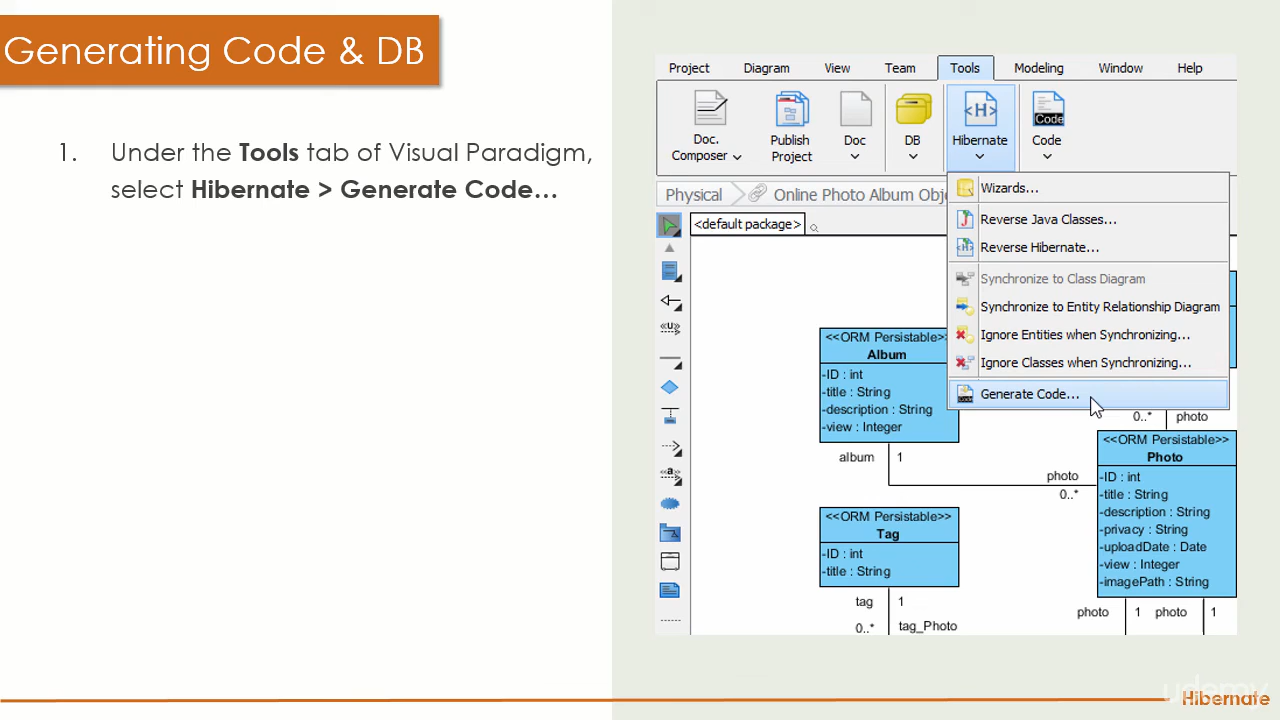 Generating Code & DB
1. Under the Tools tab of Visual Paradigm,
select Hibernate > Generate Code...
Project Diagram View Team Tools Modeling Window Help
Doc. Composer
Publish Project
Doc
DB
Hibernate
Code
Code
Physical Online Photo Album Obj
<default package>
Wizards...
Reverse Java Classes...
Reverse Hibernate...
Synchronize to Class Diagram
Synchronize to Entity Relationship Diagram
Ignore Entities when Synchronizing...
Ignore Classes when Synchronizing...
Generate Code...
<<ORM Persistable>>
Album
-ID : int
-title : String
-description : String
-view : Integer
album 1
photo
0..*
0..* photo
<<ORM Persistable>>
Photo
-ID : int
-title : String
-description : String
-privacy : String
-uploadDate : Date
-view : Integer
-imagePath : String
photo 1 photo 1
<<ORM Persistable>>
Tag
-ID : int
-title : String
tag 1
0..* tag_Photo
udemy
Hibernate